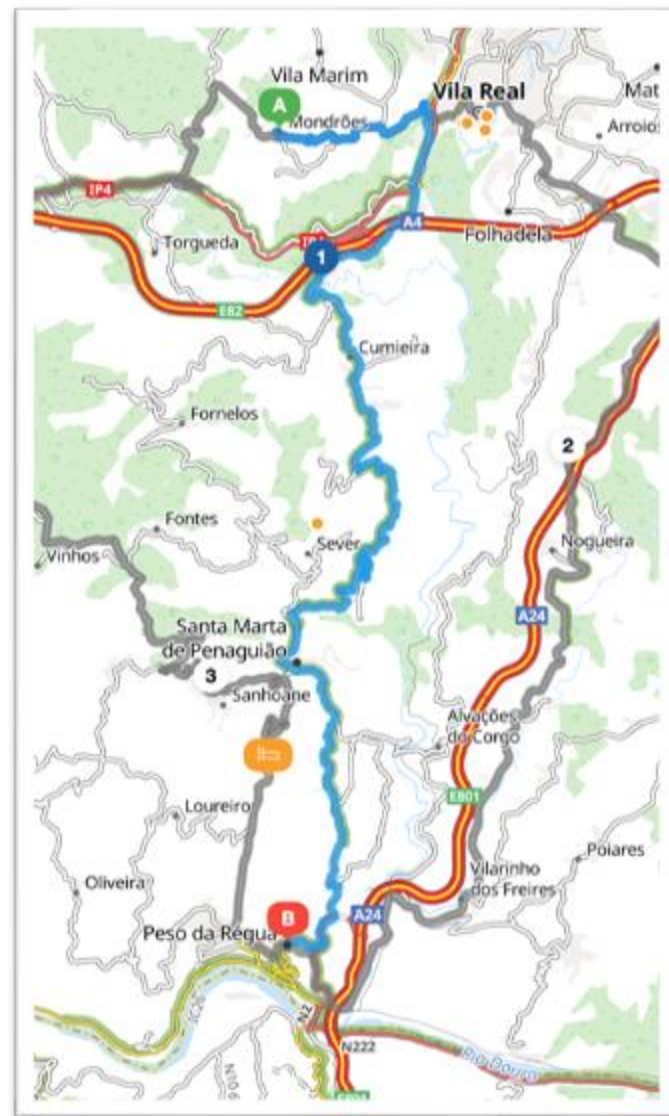 Vila Marim
A
Mondrões
Vila Real
Mat
Arroios
IP4
A4
Torgueda
Folhadela
1
E82
Cumieira
Fornelos
2
Fontes
Sever
Nogueira
Vinhos
A24
Santa Marta
de Penaguião
3
Sanhoane
Alvações
do Corgo
E801
Loureiro
Poiares
Vilarinho
dos Freires
Oliveira
A24
B
Peso da Régua
IC26
N2
N222
Rio Douro